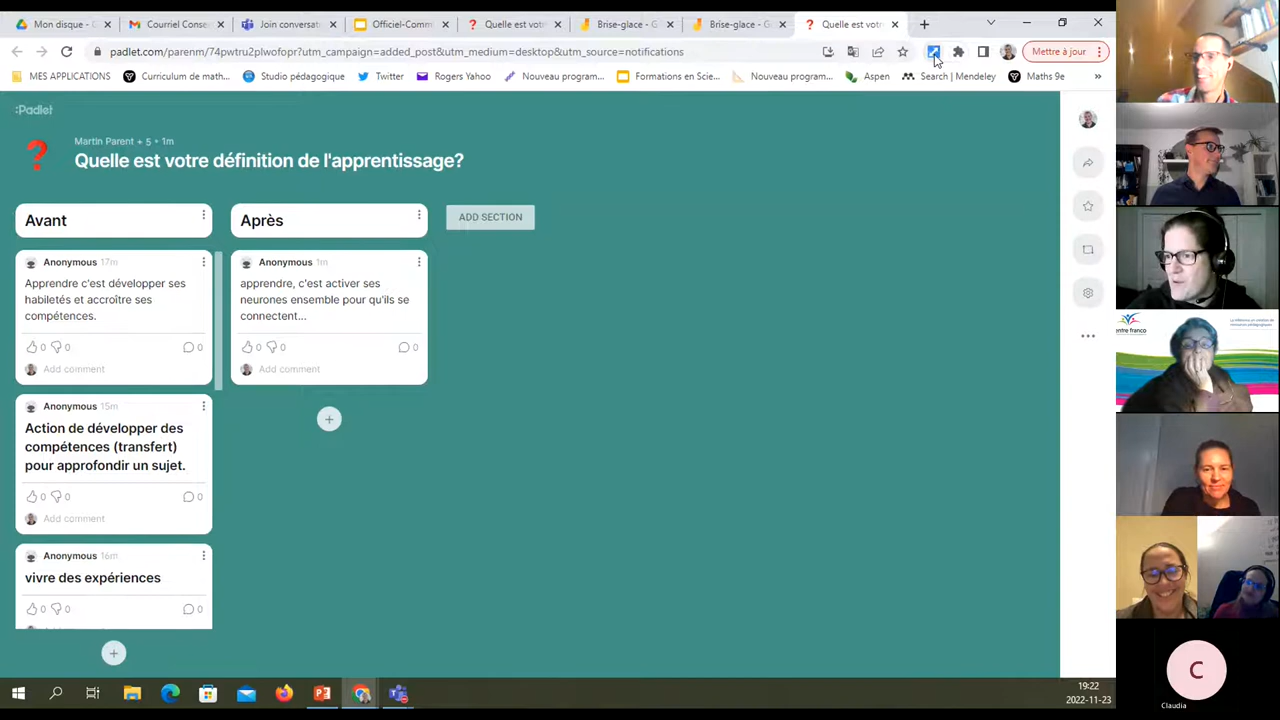 Mon disque - G
Courriel Conse
Join conversat
Officiel-Comm
Quelle est votr
Brise-glace - G
Brise-glace - G
Quelle est votr
padlet.com/parenm/74pwtru2plwofopr?utm_campaign=added_post&utm_medium=desktop&utm_source=notifications
Mettre à jour
MES APPLICATIONS
Curriculum de math...
Studio pédagogique
Twitter
Rogers Yahoo
Nouveau program...
Formations en Scie...
Nouveau program...
Aspen
Search | Mendeley
Maths 9e
»
:Padlet
Martin Parent + 5 • 1m
Quelle est votre définition de l'apprentissage?
Avant
Après
ADD SECTION
Anonymous 17m
Apprendre c'est développer ses
habiletés et accroître ses
compétences.
0 0 0
Add comment
Anonymous 15m
Action de développer des
compétences (transfert)
pour approfondir un sujet.
0 0 0
Add comment
Anonymous 16m
vivre des expériences
0 0 0
Anonymous 1m
apprendre, c'est activer ses
neurones ensemble pour qu'ils se
connectent...
0 0 0
Add comment
entre franco
C
Claudia
19:22
2022-11-23